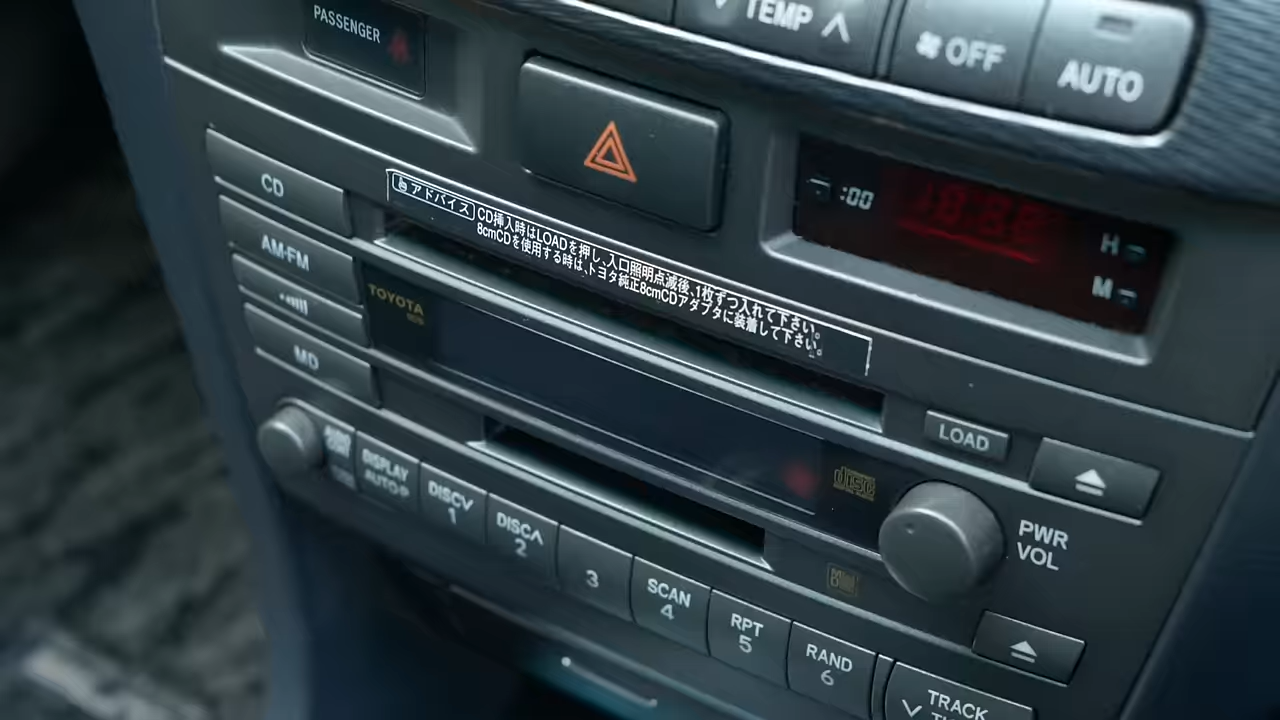 PASSENGER
TEMP
OFF
AUTO
:00
H
M
CD
AM·FM
MD
アドバイス CD挿入時はLOADを押し、入口照明点滅後、1枚ずつ入れて下さい。
8cmCDを使用する時は、トヨタ純正8cmCDアダプタに装着して下さい。
TOYOTA
LOAD
disc
PWR
VOL
DISPLAY
AUTO·P
DISC
1
DISC
2
3
SCAN
4
RPT
5
RAND
6
TRACK